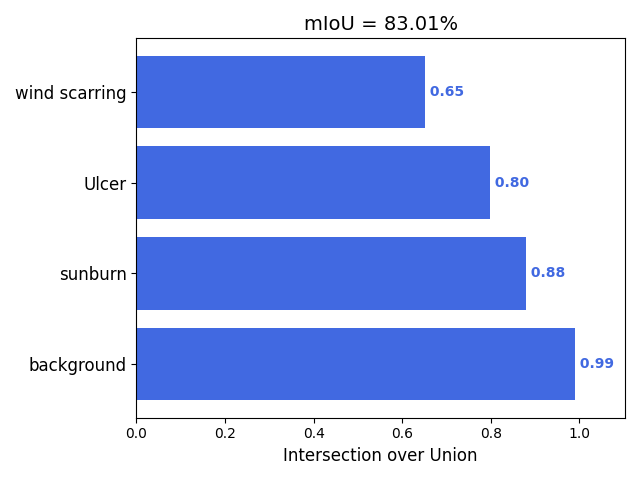 mIoU = 83.01%
wind scarring
0.65
Ulcer
0.80
sunburn
0.88
background
0.99
0.0 0.2 0.4 0.6 0.8 1.0
Intersection over Union